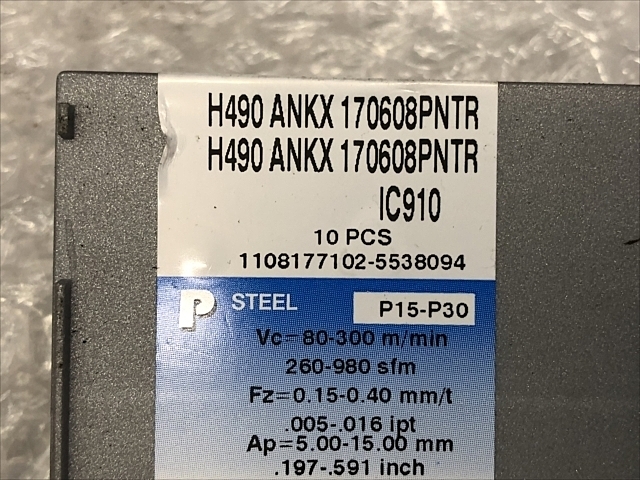 H490 ANKX 170608PNTR
H490 ANKX 170608PNTR
IC910
10 PCS
1108177102-5538094
P STEEL P15-P30
Vc=80-300 m/min
260-980 sfm
Fz=0.15-0.40 mm/t
.005-.016 ipt
Ap=5.00-15.00 mm
.197-.591 inch